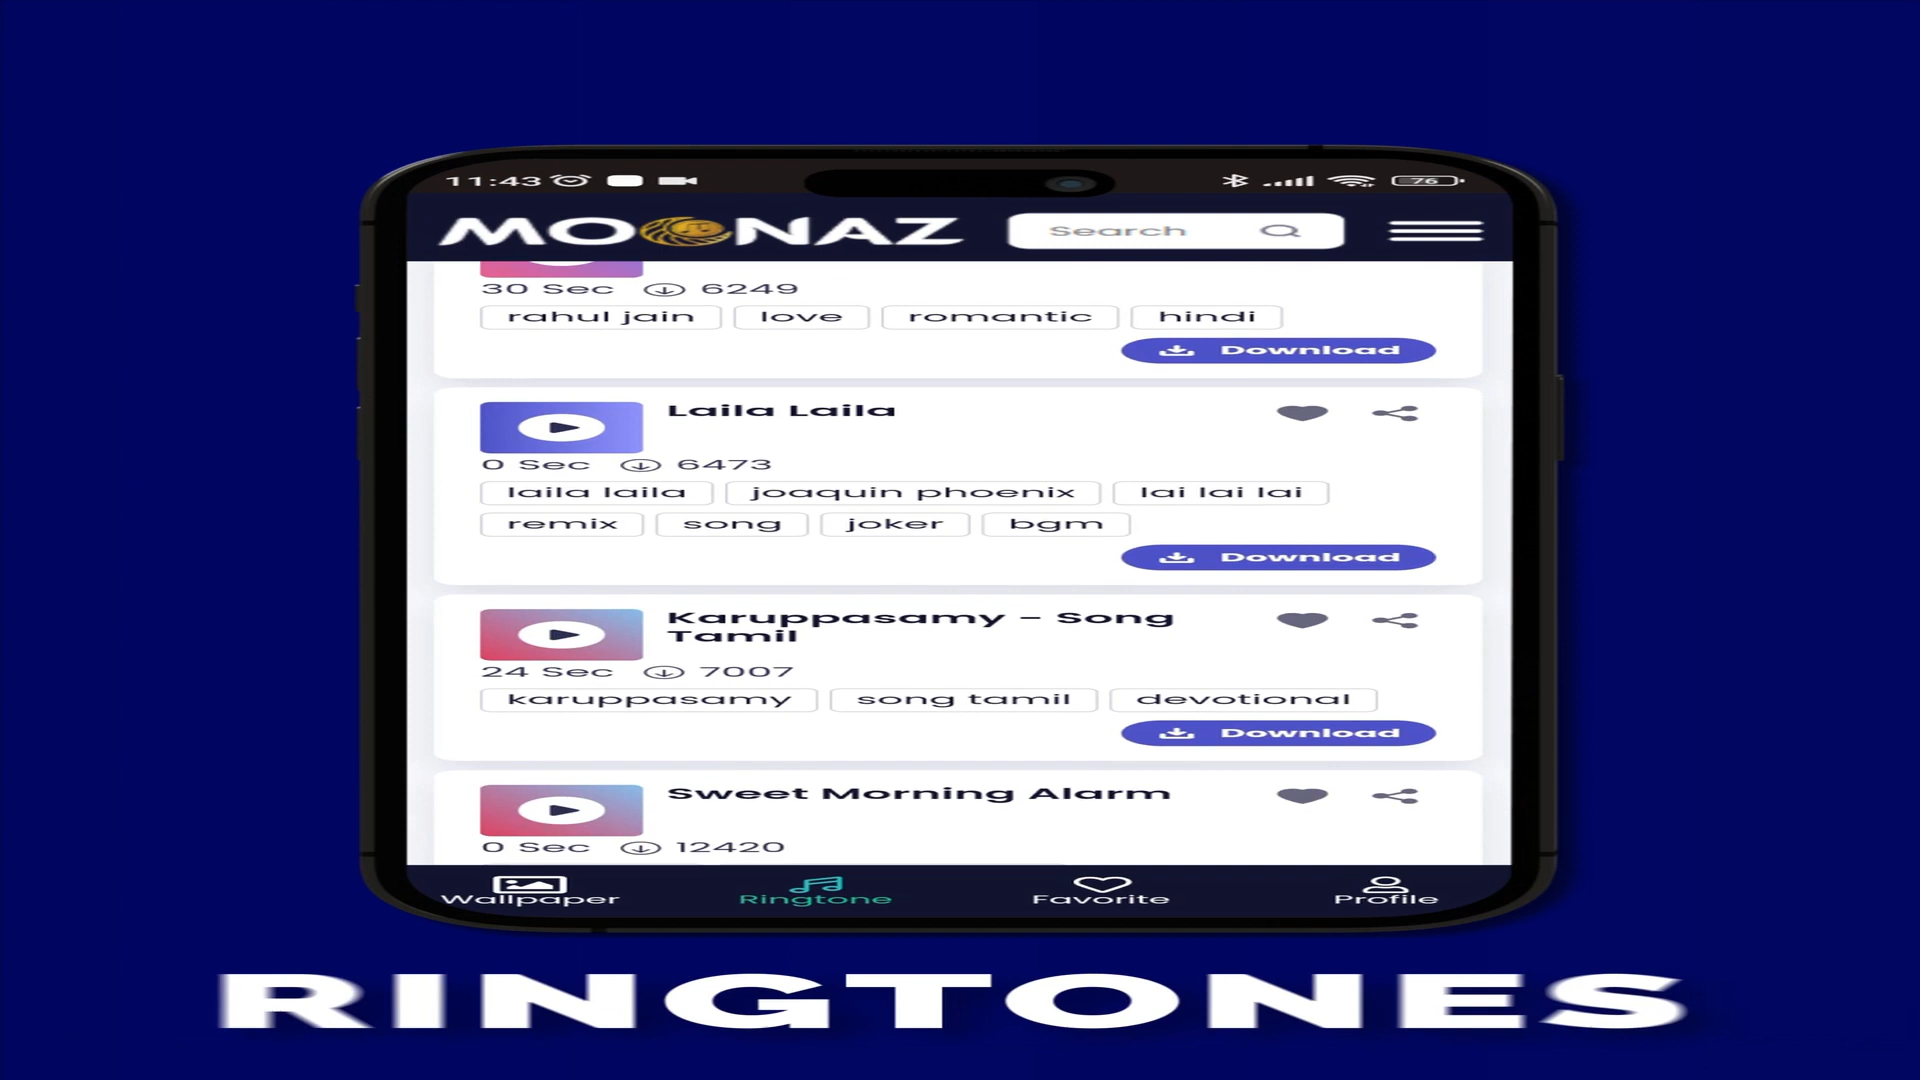 11:43 76
MOONAZ Search
30 Sec 6249
rahul jain love romantic hindi
Download
Laila Laila
0 Sec 6473
laila laila joaquin phoenix lai lai lai
remix song joker bgm
Download
Karuppasamy - Song
Tamil
24 Sec 7007
karuppasamy song tamil devotional
Download
Sweet Morning Alarm
0 Sec 12420
Wallpaper Ringtone Favorite Profile
RINGTONES